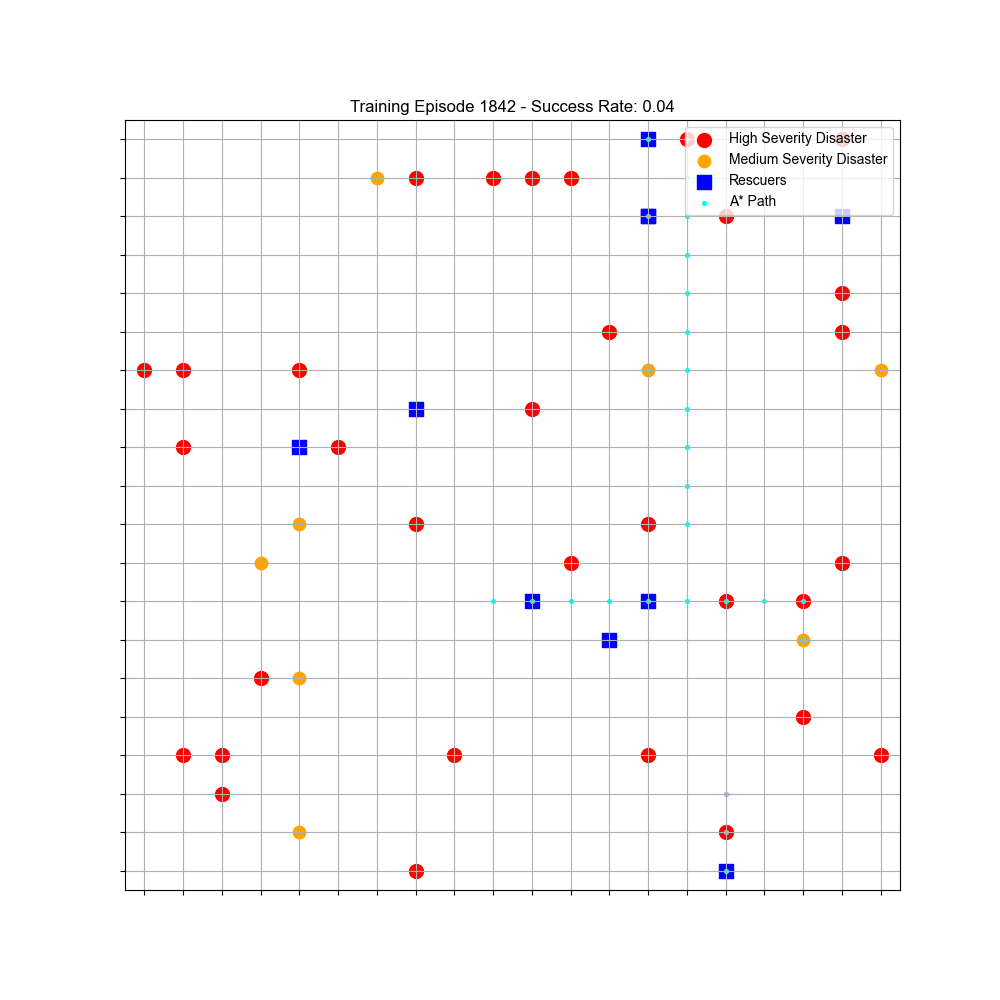 Training Episode 1842 - Success Rate: 0.04
High Severity Disaster
Medium Severity Disaster
Rescuers
A* Path